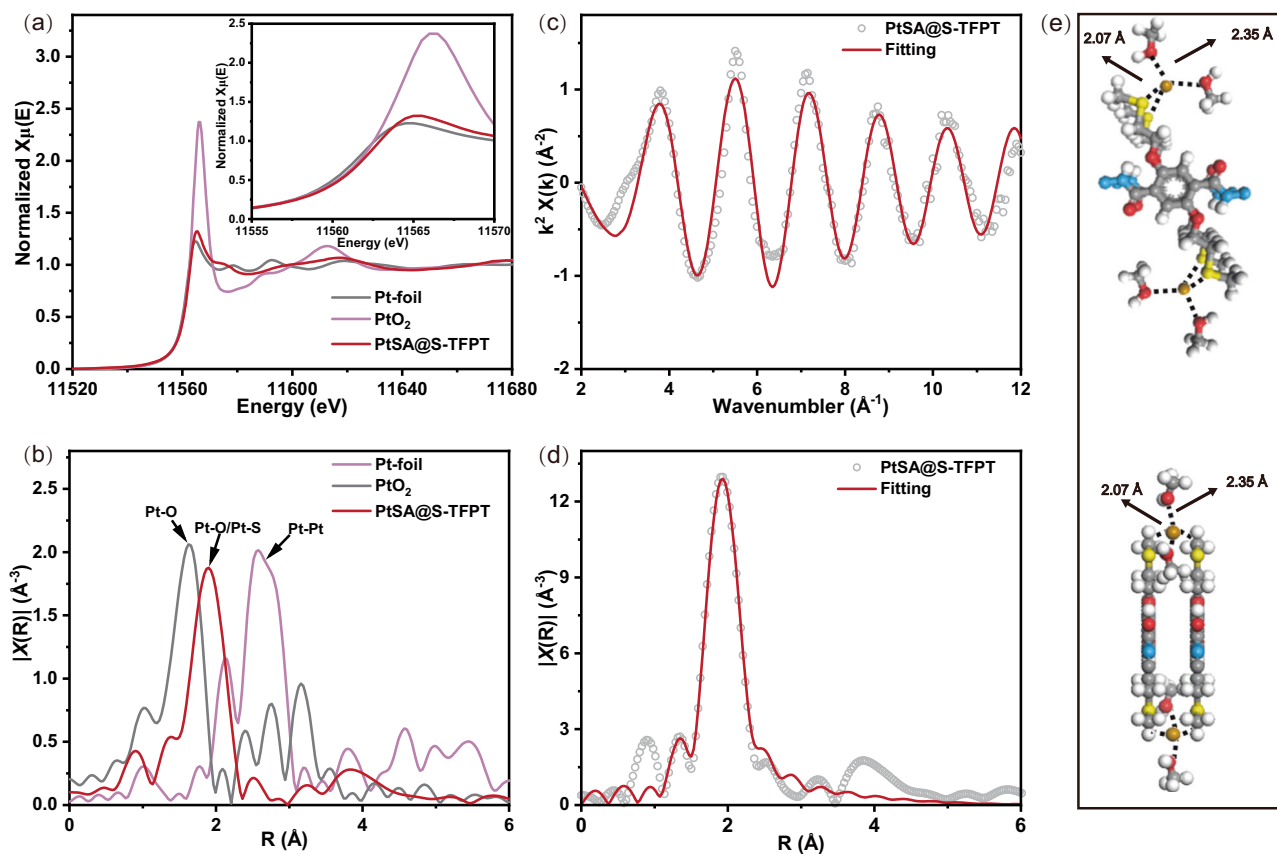 (a)
Normalized Xμ(E)
3.0
2.5
2.0
1.5
1.0
0.5
0.0
11520
11560
11600
11640
11680
Energy (eV)
Pt-foil
PtO₂
PtSA@S-TFPT
Normalized Xμ(E)
2.5
2.0
1.5
1.0
0.5
0.0
11555
11560
11565
11570
Energy (eV)
(c)
k² X(k) (Å⁻²)
1
0
-1
-2
2
4
6
8
10
12
Wavenumbler (Å⁻¹)
PtSA@S-TFPT
Fitting
(e)
2.07 Å
2.35 Å
2.07 Å
2.35 Å
(b)
|X(R)| (Å⁻³)
2.5
2.0
1.5
1.0
0.5
0.0
0
2
4
6
R (Å)
Pt-foil
PtO₂
PtSA@S-TFPT
Pt-O
Pt-O/Pt-S
Pt-Pt
(d)
|X(R)| (Å⁻³)
12
9
6
3
0
0
1
2
4
5
6
R (Å)
PtSA@S-TFPT
Fitting